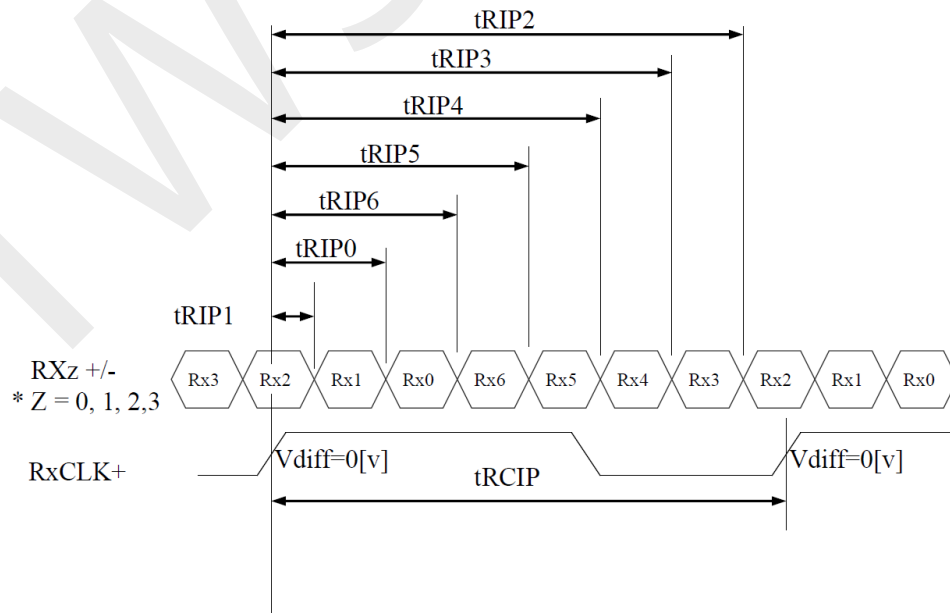 tRIP2
tRIP3
tRIP4
tRIP5
tRIP6
tRIP0
tRIP1
RXz +/-
* Z = 0, 1, 2,3
Rx3 Rx2 Rx1 Rx0 Rx6 Rx5 Rx4 Rx3 Rx2 Rx1 Rx0
RxCLK+
Vdiff=0[v] Vdiff=0[v]
tRCIP